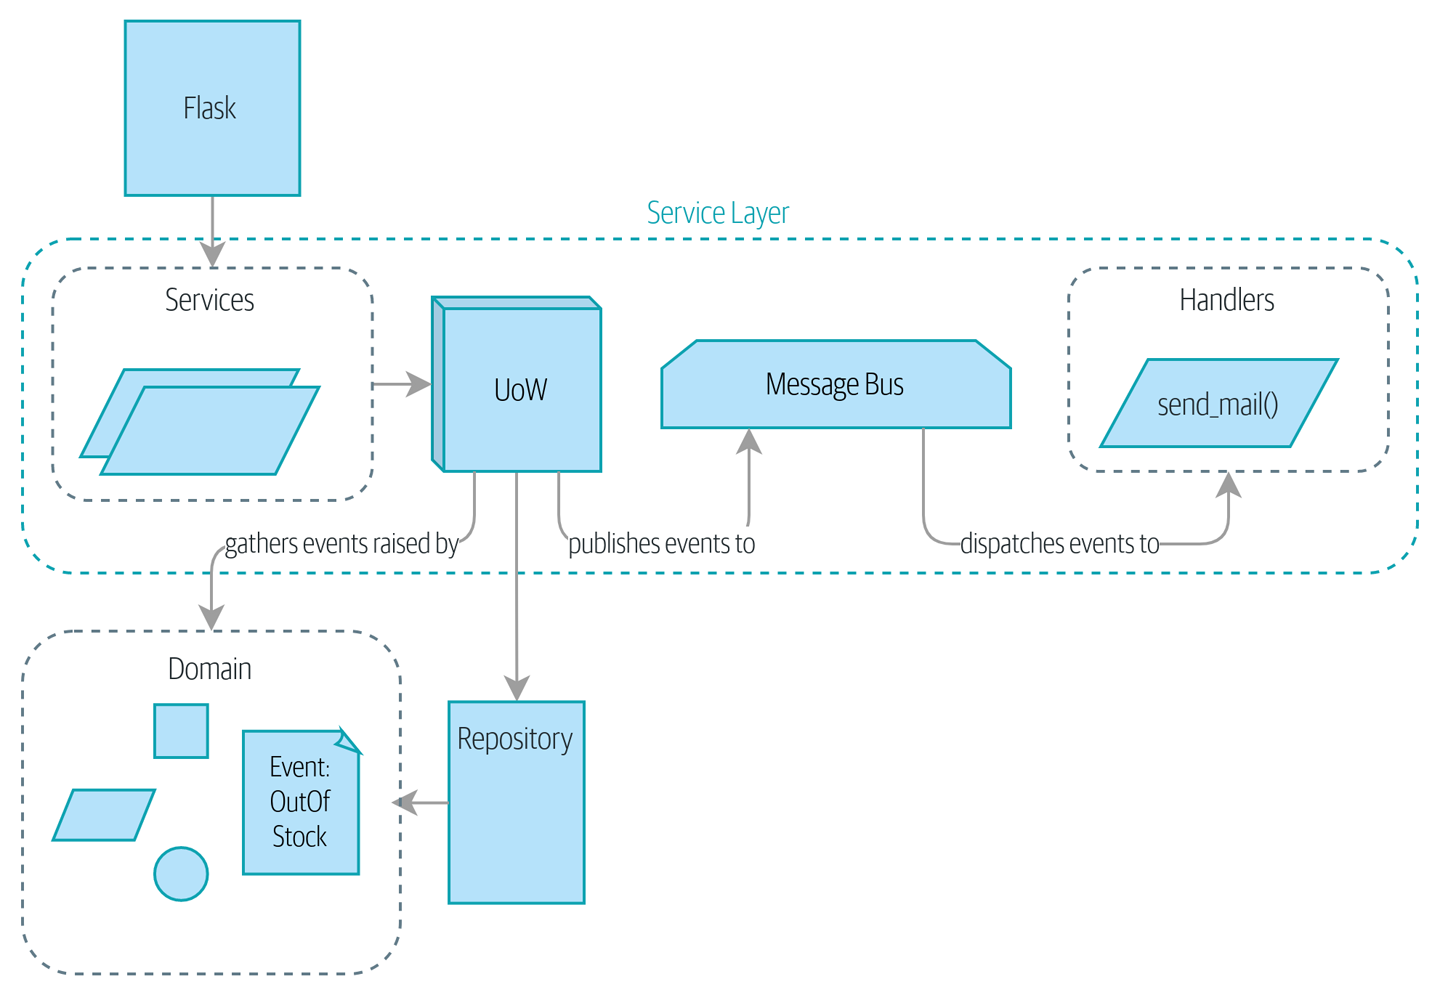 Flask
Service Layer
Services
Handlers
UoW
Message Bus
send_mail()
gathers events raised by
publishes events to
dispatches events to
Domain
Repository
Event:
OutOf
Stock